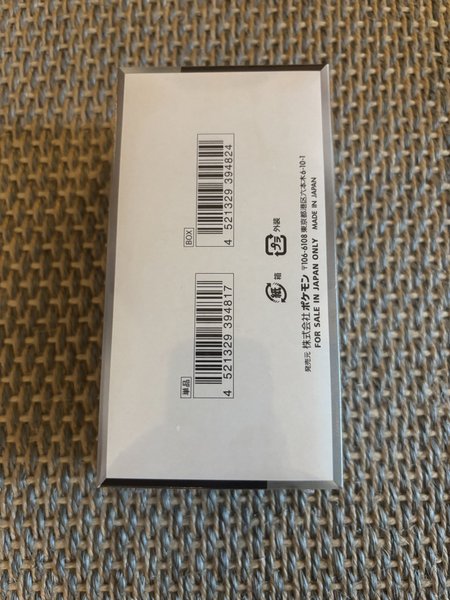 単品
4 521329 394817
BOX
4 521329 394824
紙 箱
プラ 外装
発売元 株式会社 ポケモン 〒106-6108 東京都港区六本木6-10-1
FOR SALE IN JAPAN ONLY MADE IN JAPAN